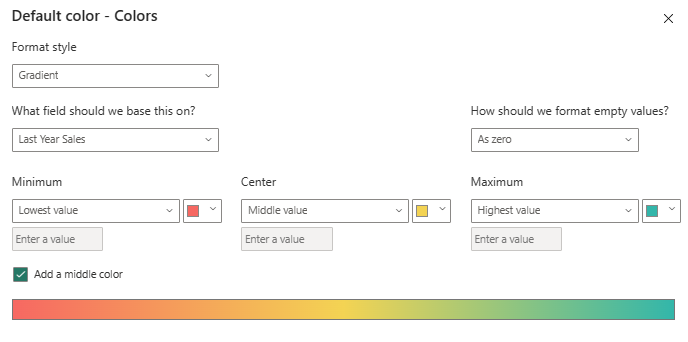 Default color - Colors
Format style
Gradient
What field should we base this on?
How should we format empty values?
Last Year Sales
As zero
Minimum
Center
Maximum
Lowest value
Middle value
Highest value
Enter a value
Enter a value
Enter a value
Add a middle color